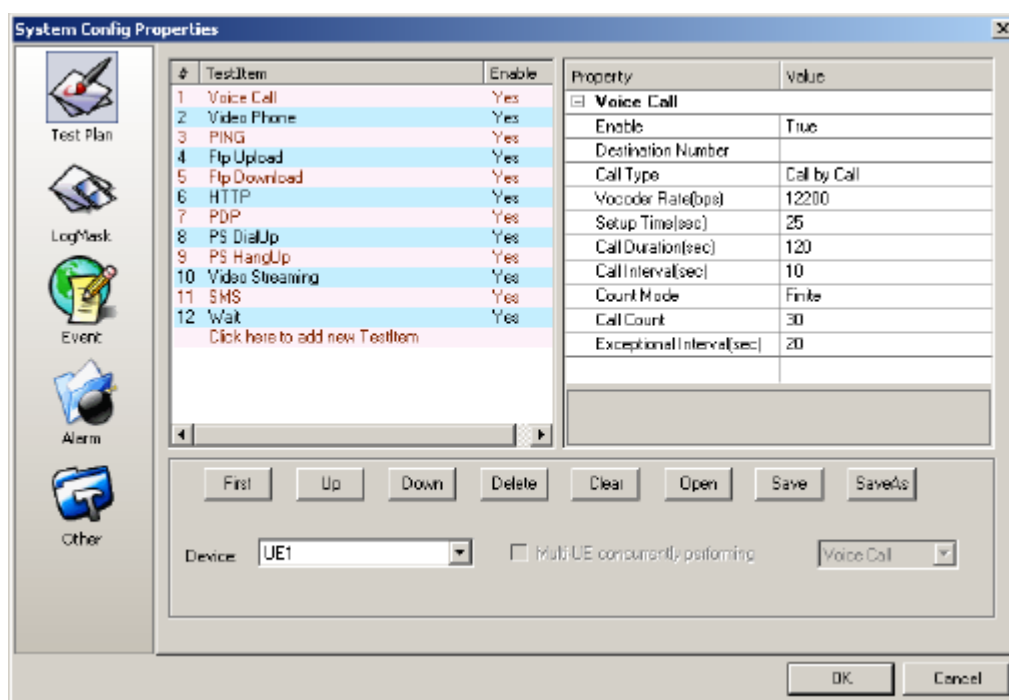 System Config Properties
Test Plan
LogMask
Event
Alarm
Other
# TestItem Enable
1 Voice Call Yes
2 Video Phone Yes
3 PING Yes
4 Ftp Upload Yes
5 Ftp Download Yes
6 HTTP Yes
7 PDP Yes
8 PS DialUp Yes
9 PS HangUp Yes
10 Video Streaming Yes
11 SMS Yes
12 Wait Yes
Click here to add new TestItem
Property Value
Voice Call
Enable True
Destination Number
Call Type Call by Call
Vocoder Rate(bps) 12200
Setup Time(sec) 25
Call Duration(sec) 120
Call Interval(sec) 10
Count Mode Finite
Call Count 30
Exceptional Interval(sec) 20
First Up Down Delete Clear Open Save SaveAs
Device: UE1 Multi UE concurrently performing Voice Call
OK Cancel